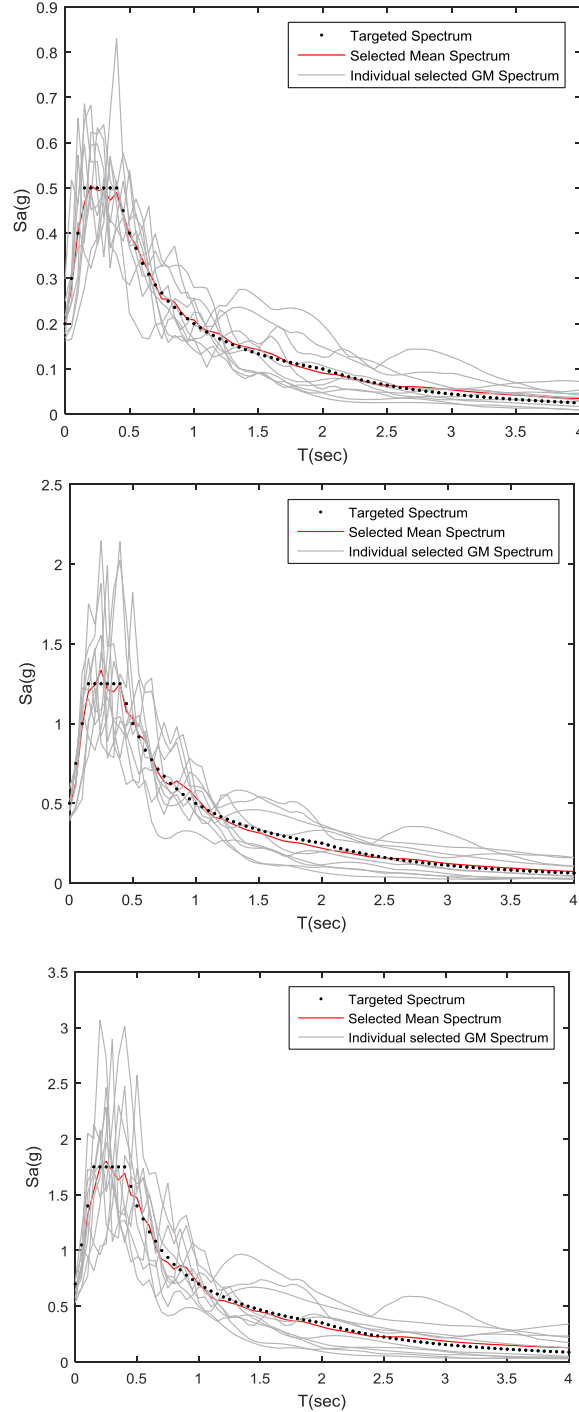 0.9
0.8
0.7
0.6
0.5
0.4
0.3
0.2
0.1
0
Sa(g)
Targeted Spectrum
Selected Mean Spectrum
Individual selected GM Spectrum
0 0.5 1 1.5 2 2.5 3 3.5 4
T(sec)
2.5
2
1.5
1
0.5
0
Sa(g)
Targeted Spectrum
Selected Mean Spectrum
Individual selected GM Spectrum
0 0.5 1 1.5 2 2.5 3 3.5 4
T(sec)
3.5
3
2.5
2
1.5
1
0.5
0
Sa(g)
Targeted Spectrum
Selected Mean Spectrum
Individual selected GM Spectrum
0 0.5 1 1.5 2 2.5 3 3.5 4
T(sec)